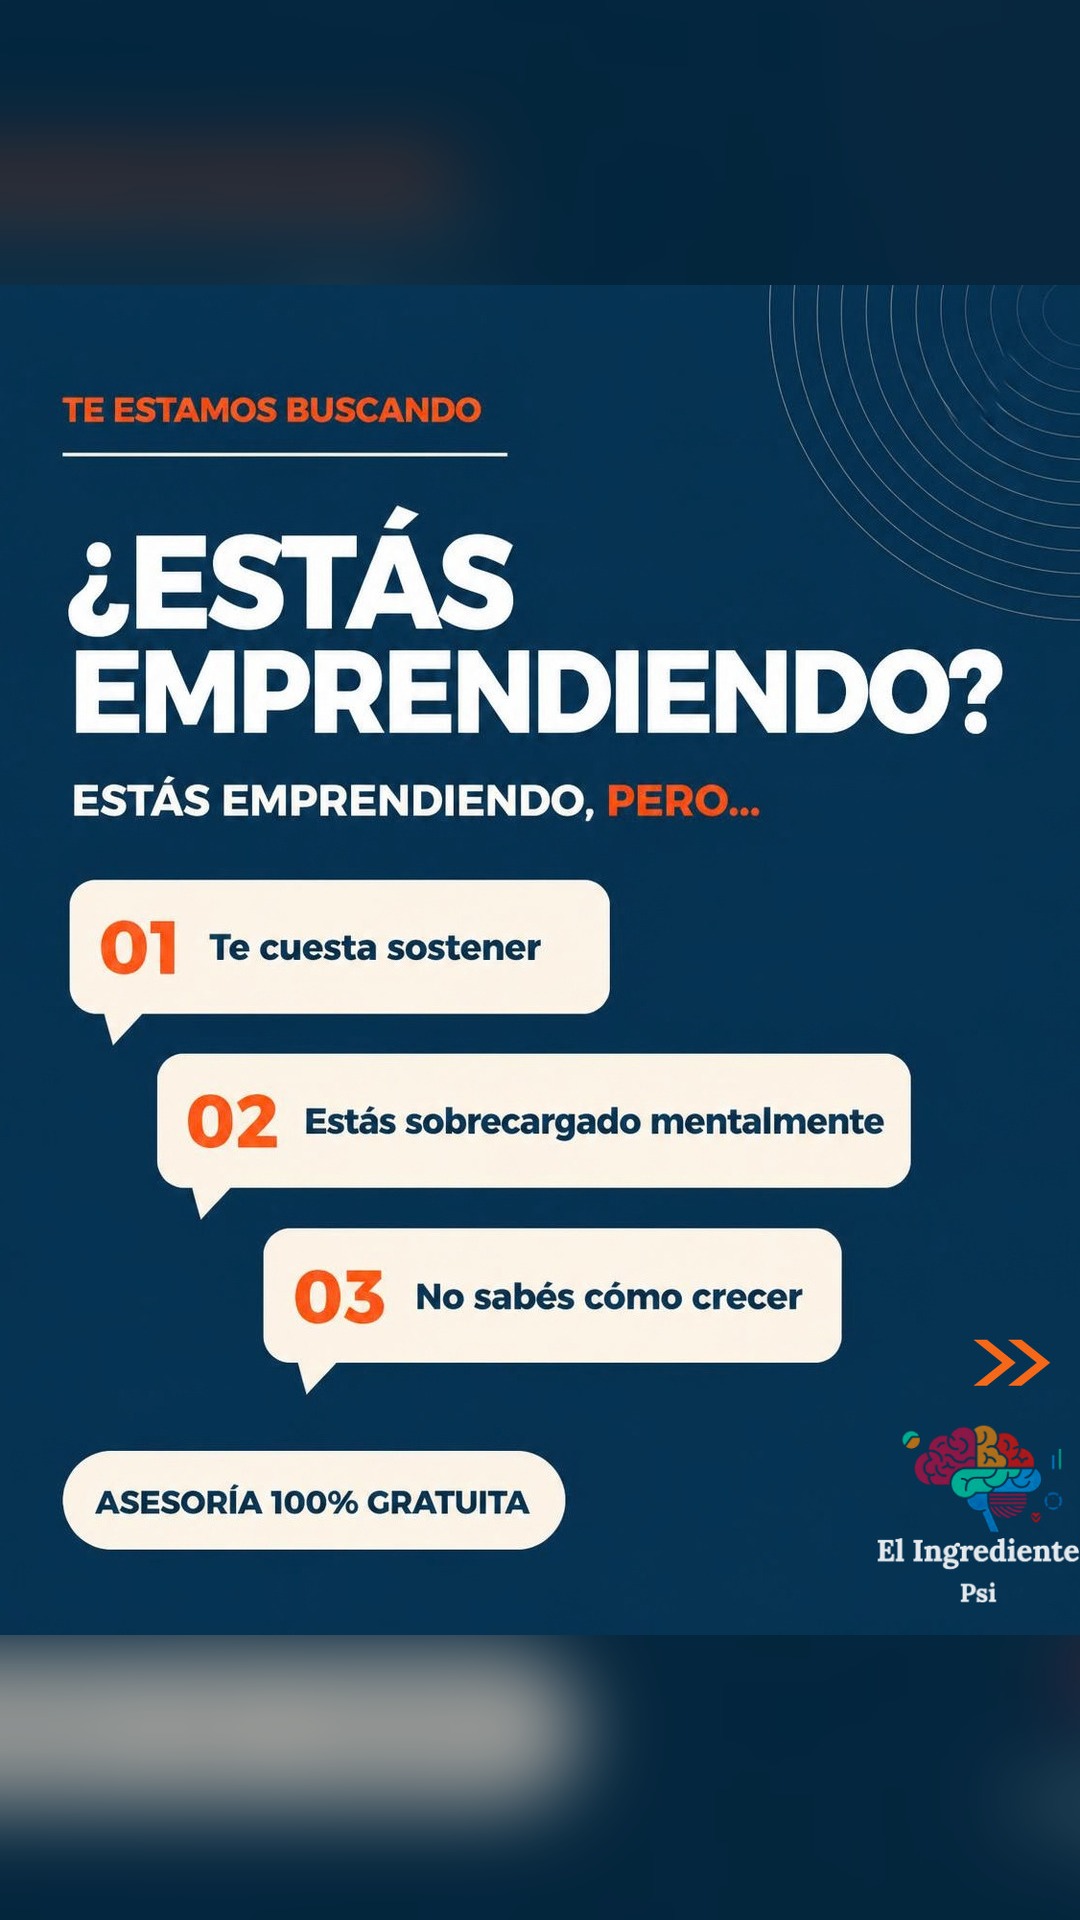 TE ESTAMOS BUSCANDO
¿ESTÁS
EMPRENDIENDO?
ESTÁS EMPRENDIENDO, PERO...
01 Te cuesta sostener
02 Estás sobrecargado mentalmente
03 No sabés cómo crecer
ASESORÍA 100% GRATUITA
El Ingrediente
Psi